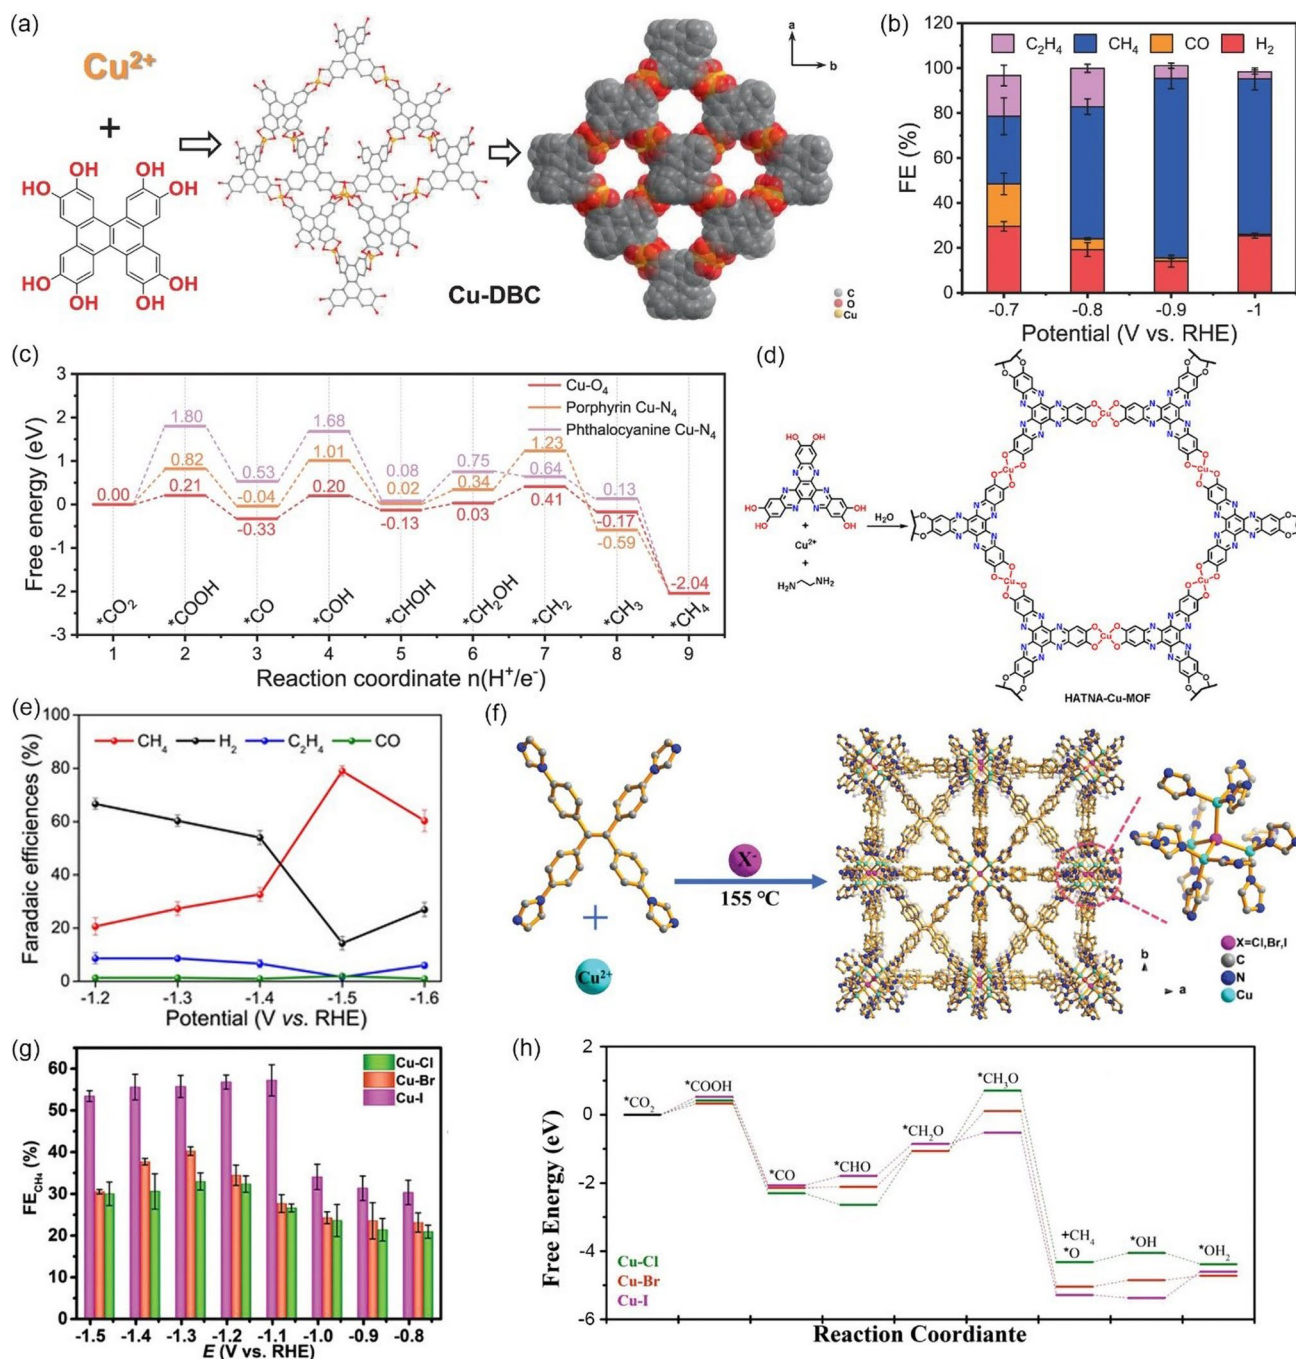 (a)
Cu2+
+
OH OH
HO OH
HO OH
OH OH
Cu-DBC
a
b
C
O
Cu
(b)
120
100
80
60
40
20
0
FE (%)
C2H4 CH4 CO H2
-0.7 -0.8 -0.9 -1
Potential (V vs. RHE)
(c)
3
2
1
0
-1
-2
-3
Free energy (eV)
Cu-O4
Porphyrin Cu-N4
Phthalocyanine Cu-N4
1.80 1.68
0.82 1.01 1.23
0.53 0.08 0.75 0.64 0.13
0.00 0.21 -0.04 0.20 0.02 0.34
-0.33 -0.13 0.03 0.41 -0.17
-0.59
-2.04
*CO2 *COOH *CO *COH *CHOH *CH2OH *CH2 *CH3 *CH4
1 2 3 4 5 6 7 8 9
Reaction coordinate n(H+/e-)
(d)
HO OH
N N
N N
N N
HO OH
HO OH
+
Cu2+
+
H2N NH2
H2O
O O
Cu
O O
N N
HATNA-Cu-MOF
(e)
100
80
60
40
20
0
Faradaic efficiences (%)
CH4 H2 C2H4 CO
-1.2 -1.3 -1.4 -1.5 -1.6
Potential (V vs. RHE)
(f)
+
Cu2+
X-
155 °C
b
a
X=Cl,Br,I
C
N
Cu
(g)
60
50
40
30
20
10
0
FECH4 (%)
Cu-Cl
Cu-Br
Cu-I
-1.5 -1.4 -1.3 -1.2 -1.1 -1.0 -0.9 -0.8
E (V vs. RHE)
(h)
2
0
-2
-4
-6
Free Energy (eV)
*CO2
*COOH
*CO
*CHO
*CH2O
*CH3O
+CH4
*O
*OH
*OH2
Cu-Cl
Cu-Br
Cu-I
Reaction Coordiante